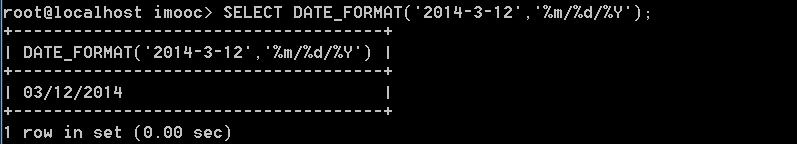 root@localhost imooc> SELECT DATE_FORMAT('2014-3-12','%m/%d/%Y');
+-------------------------------------+
| DATE_FORMAT('2014-3-12','%m/%d/%Y') |
+-------------------------------------+
| 03/12/2014                          |
+-------------------------------------+
1 row in set (0.00 sec)